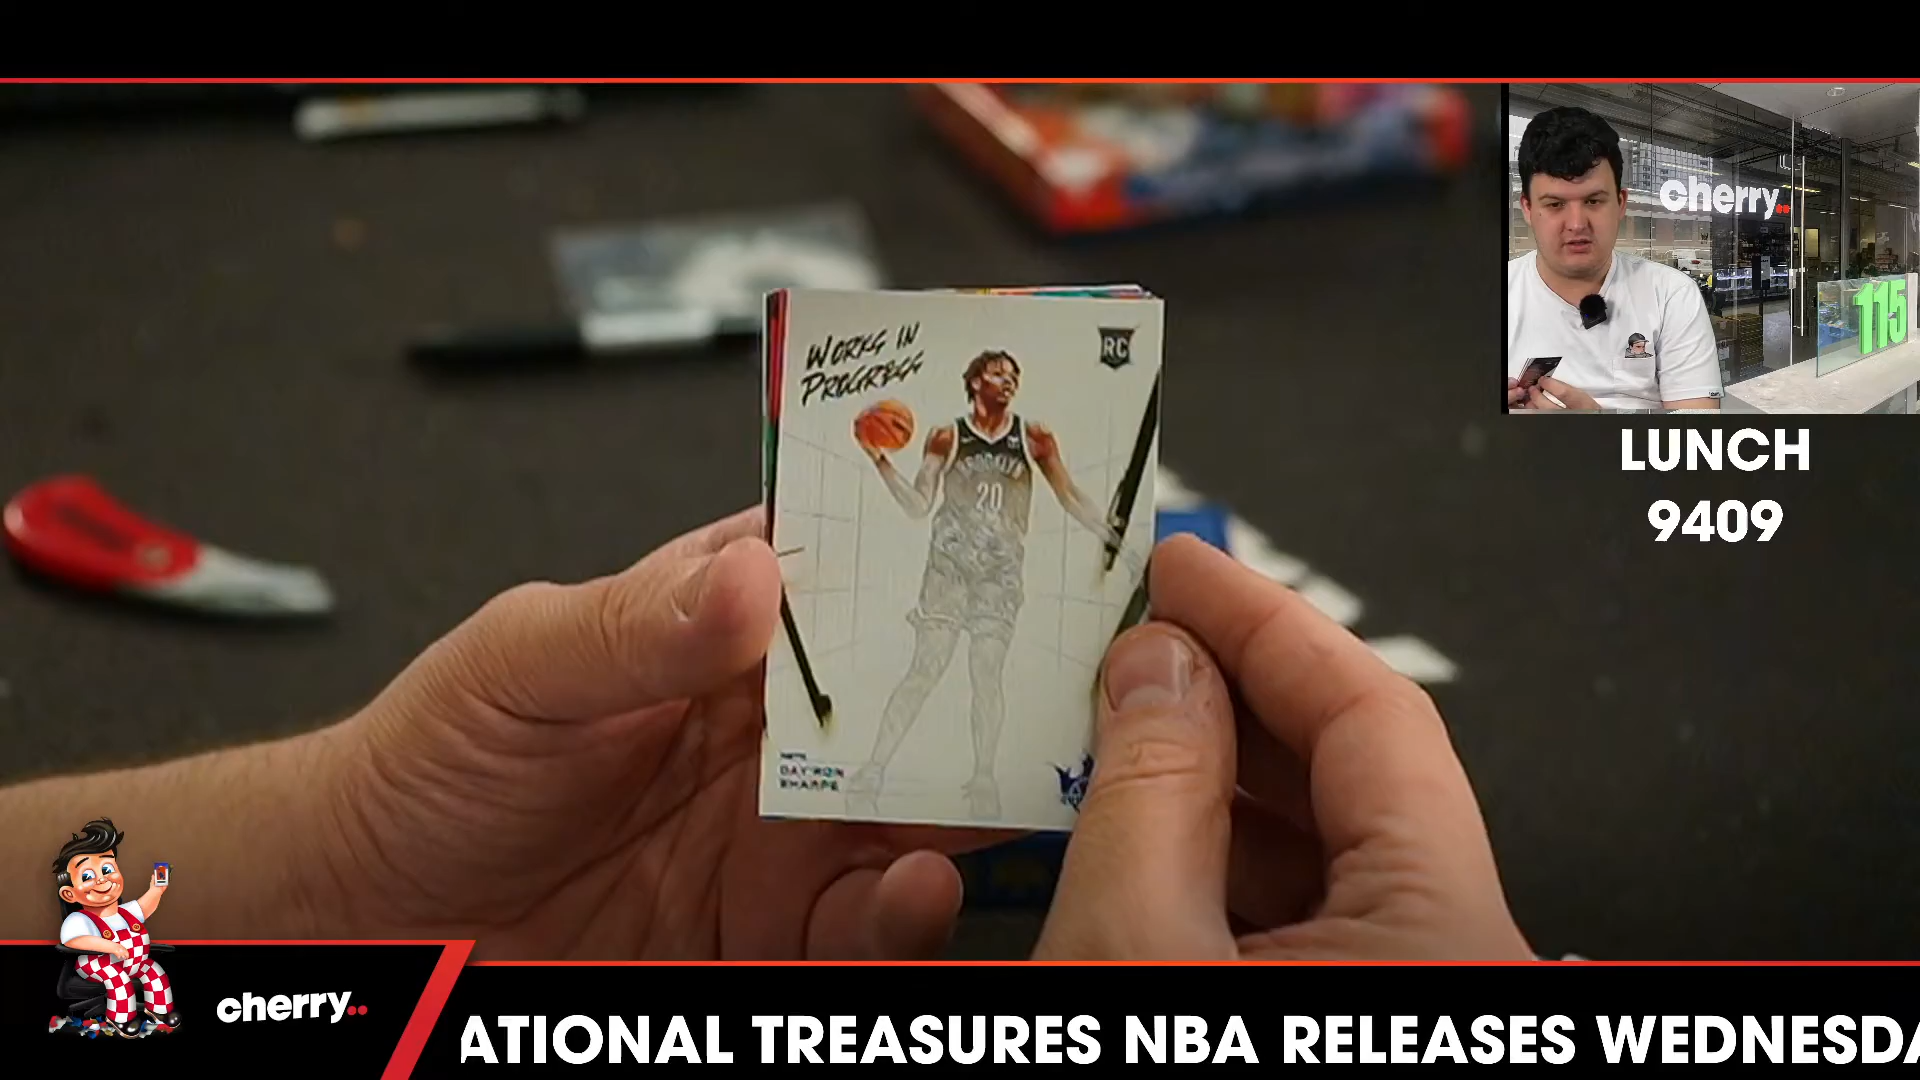 cherry..
115
LUNCH
9409
WORKS IN
PROGRESS
RC
BROOKLYN
20
NETS
DAY'RON
SHARPE
cherry..
ATIONAL TREASURES NBA RELEASES WEDNESDA